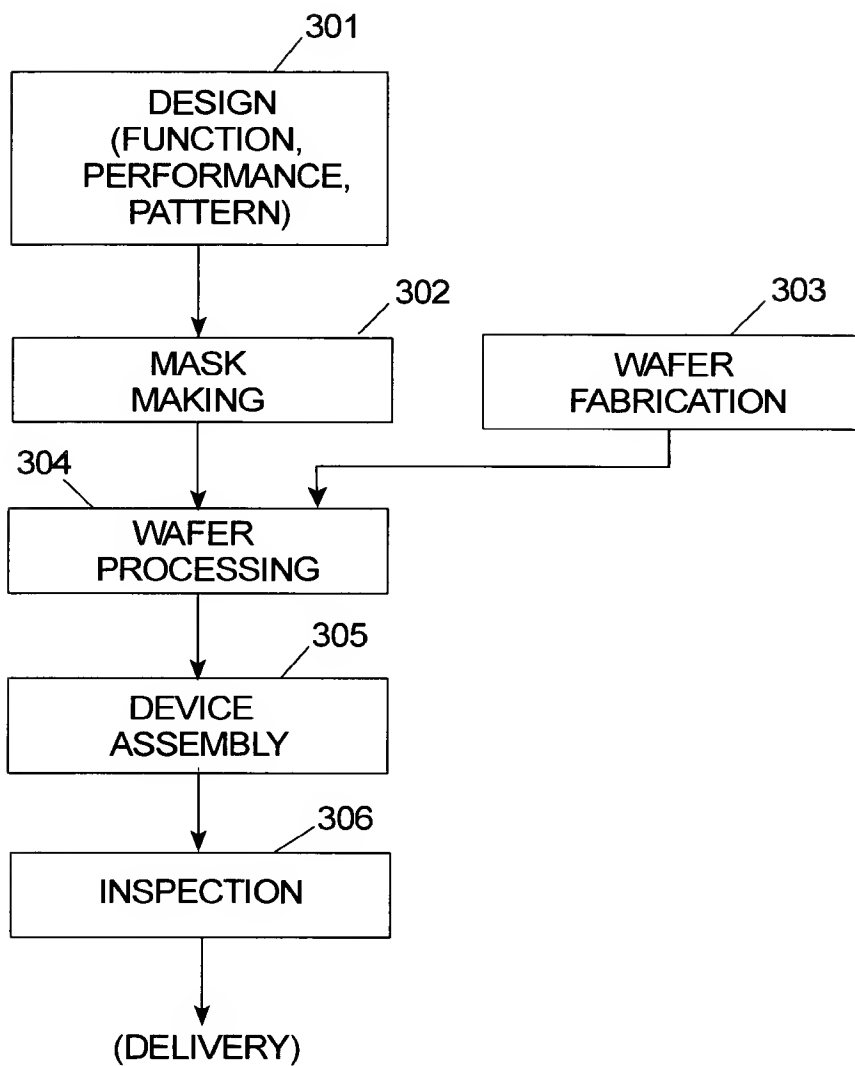 301
DESIGN
(FUNCTION,
PERFORMANCE,
PATTERN)
302
MASK
MAKING
303
WAFER
FABRICATION
304
WAFER
PROCESSING
305
DEVICE
ASSEMBLY
306
INSPECTION
(DELIVERY)